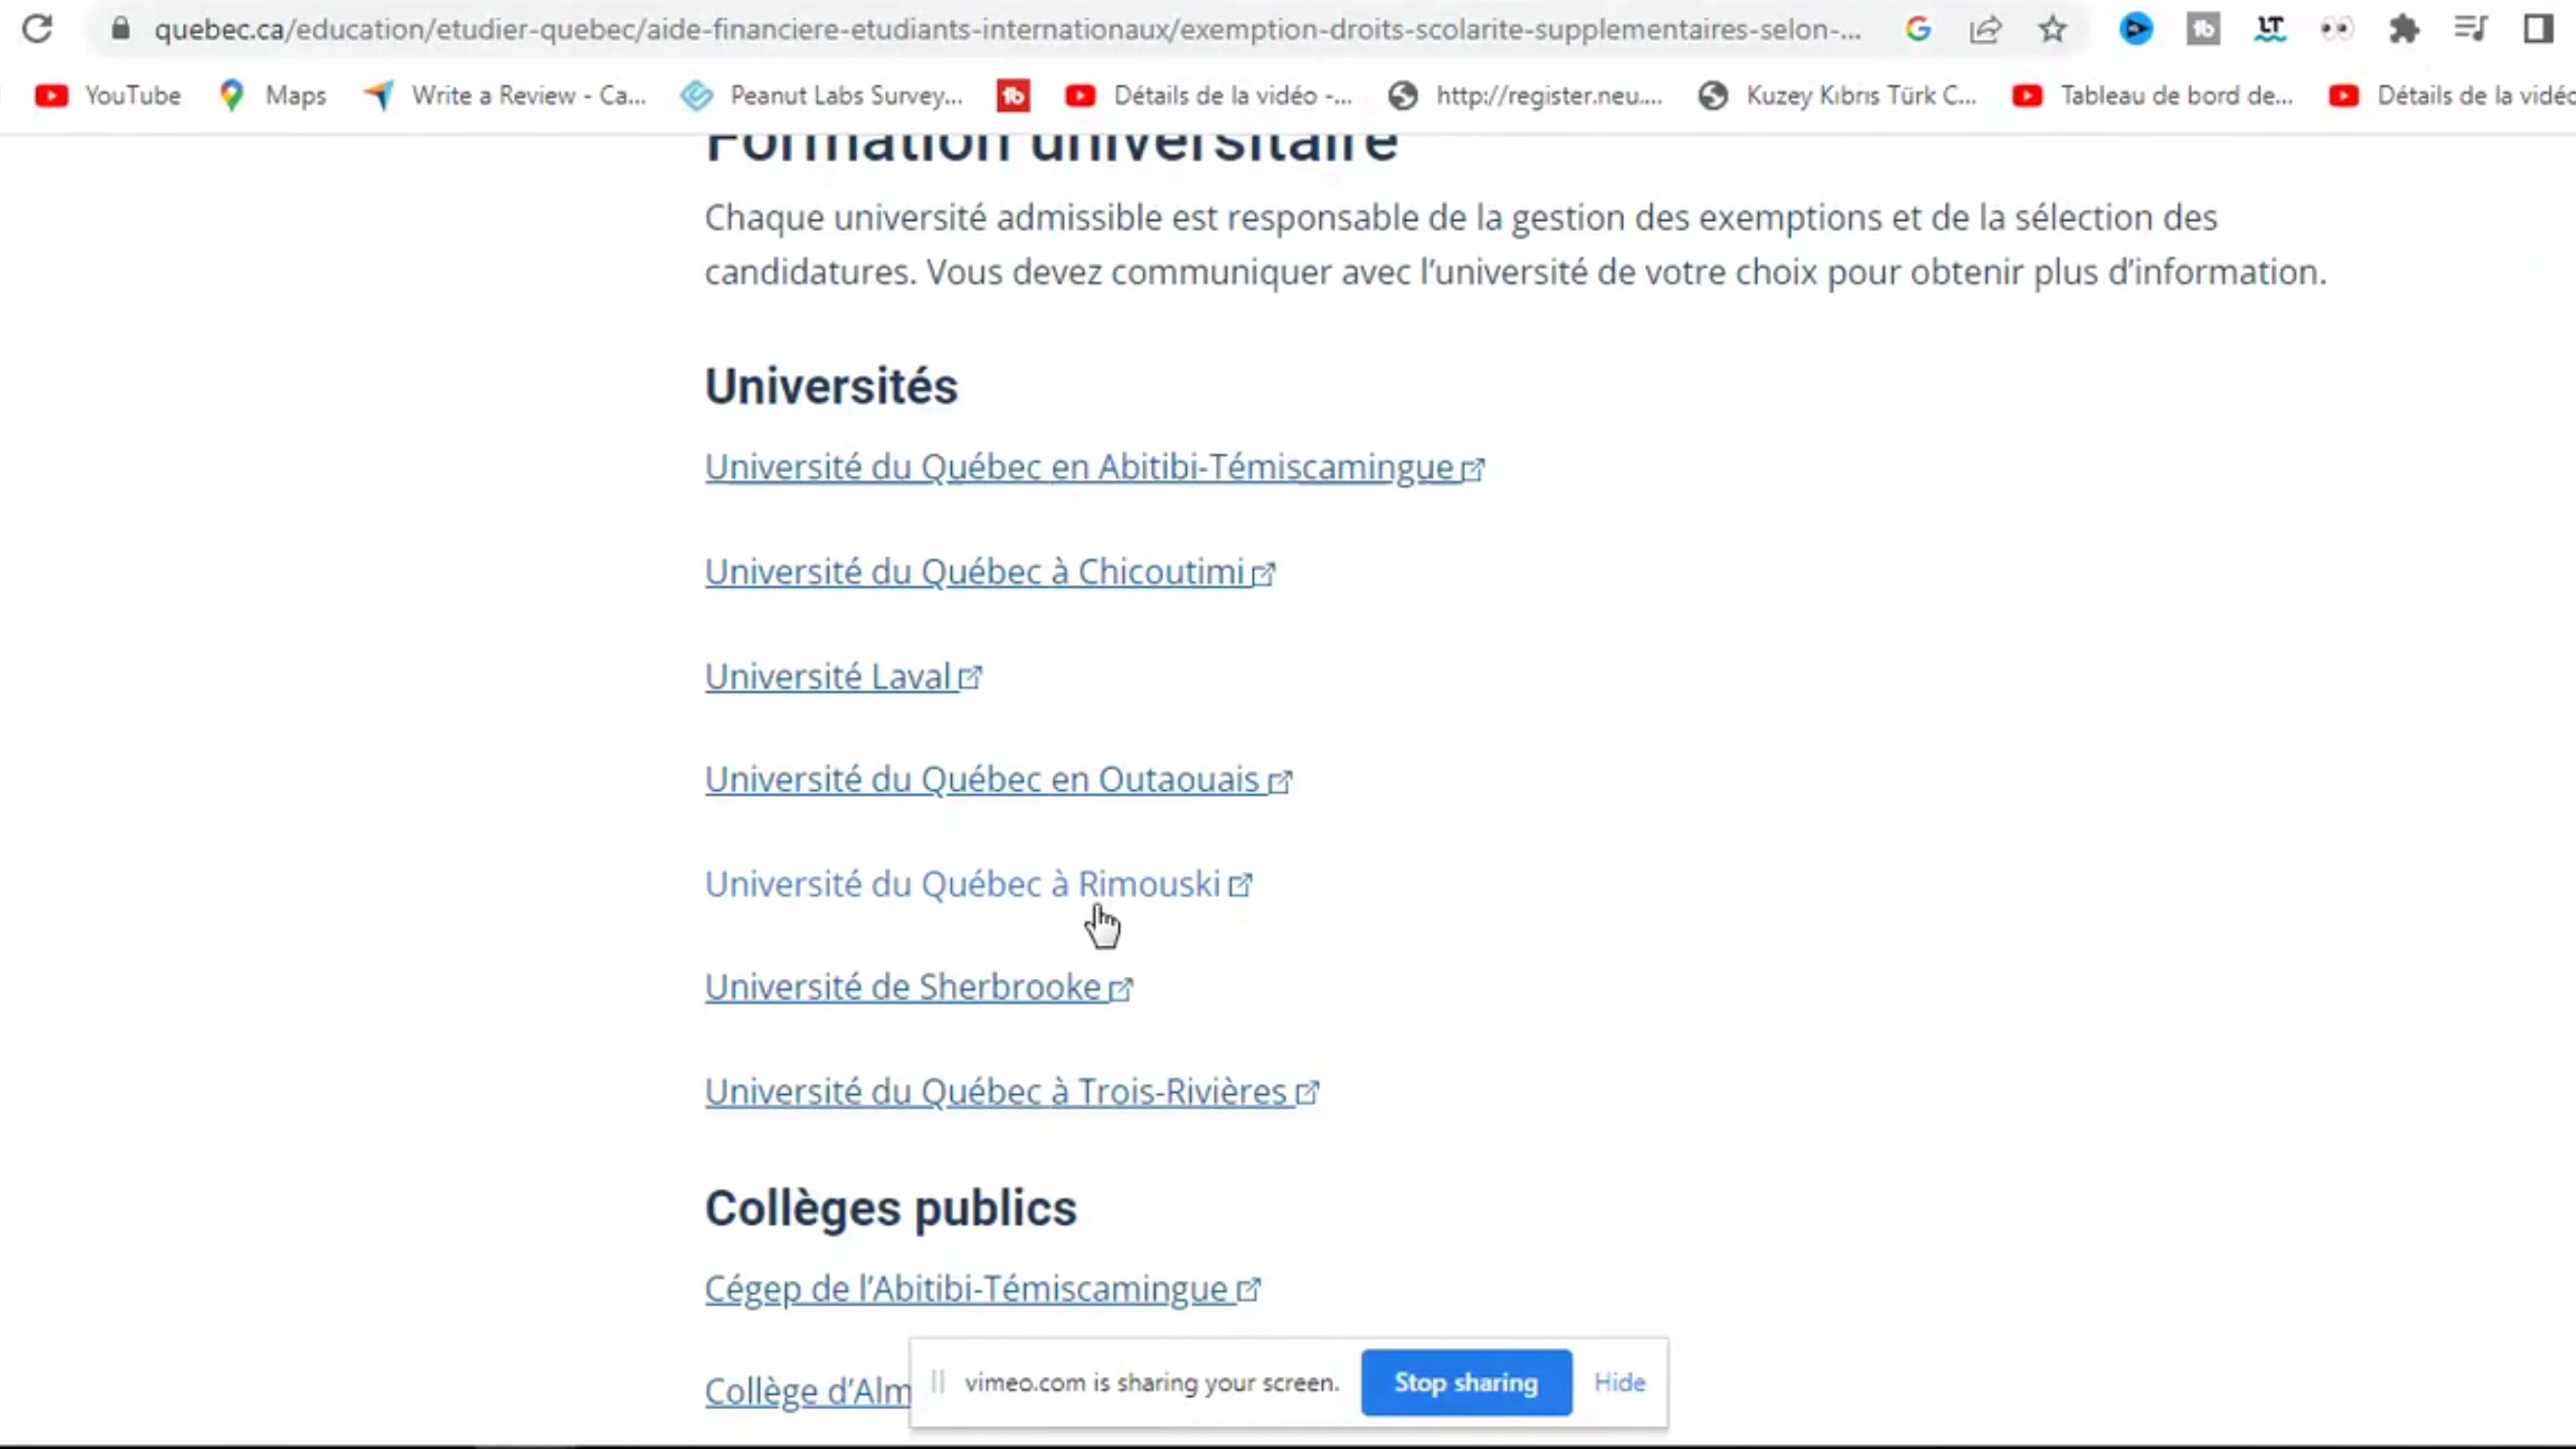 quebec.ca/education/etudier-quebec/aide-financiere-etudiants-internationaux/exemption-droits-scolarite-supplementaires-selon-...
YouTube Maps Write a Review - Ca... Peanut Labs Survey... Détails de la vidéo -... http://register.neu.... Kuzey Kıbrıs Türk C... Tableau de bord de... Détails de la vidéo
Formation universitaire
Chaque université admissible est responsable de la gestion des exemptions et de la sélection des
candidatures. Vous devez communiquer avec l’université de votre choix pour obtenir plus d’information.
Universités
Université du Québec en Abitibi-Témiscamingue
Université du Québec à Chicoutimi
Université Laval
Université du Québec en Outaouais
Université du Québec à Rimouski
Université de Sherbrooke
Université du Québec à Trois-Rivières
Collèges publics
Cégep de l’Abitibi-Témiscamingue
Collège d’Alm
vimeo.com is sharing your screen. Stop sharing Hide